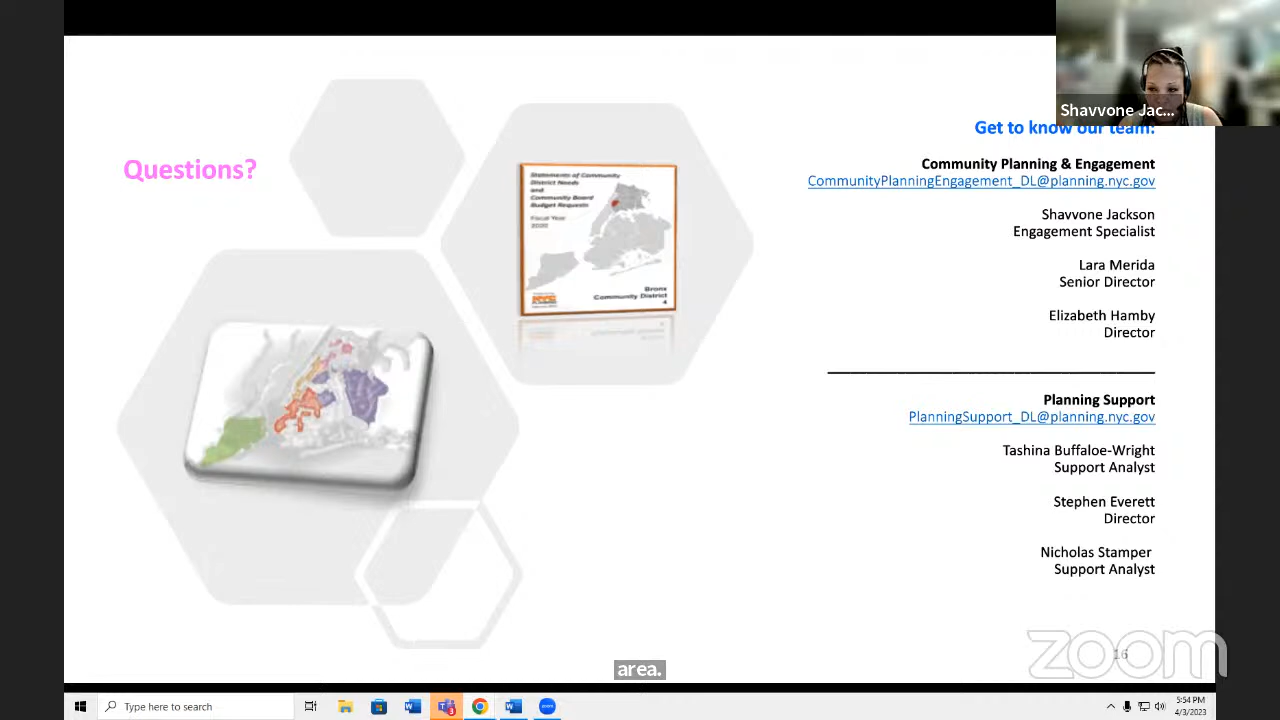 Shavvone Jac...
Questions?
Get to know our team:
Community Planning & Engagement
CommunityPlanningEngagement_DL@planning.nyc.gov
Shavvone Jackson
Engagement Specialist
Lara Merida
Senior Director
Elizabeth Hamby
Director
Planning Support
PlanningSupport_DL@planning.nyc.gov
Tashina Buffaloe-Wright
Support Analyst
Stephen Everett
Director
Nicholas Stamper
Support Analyst
Statements of Community
District Needs
and
Community Board
Budget Requests
Fiscal Year
NYC
Bronx
Community District
4
zoom
16
area.
Type here to search
5:54 PM
4/3/2023